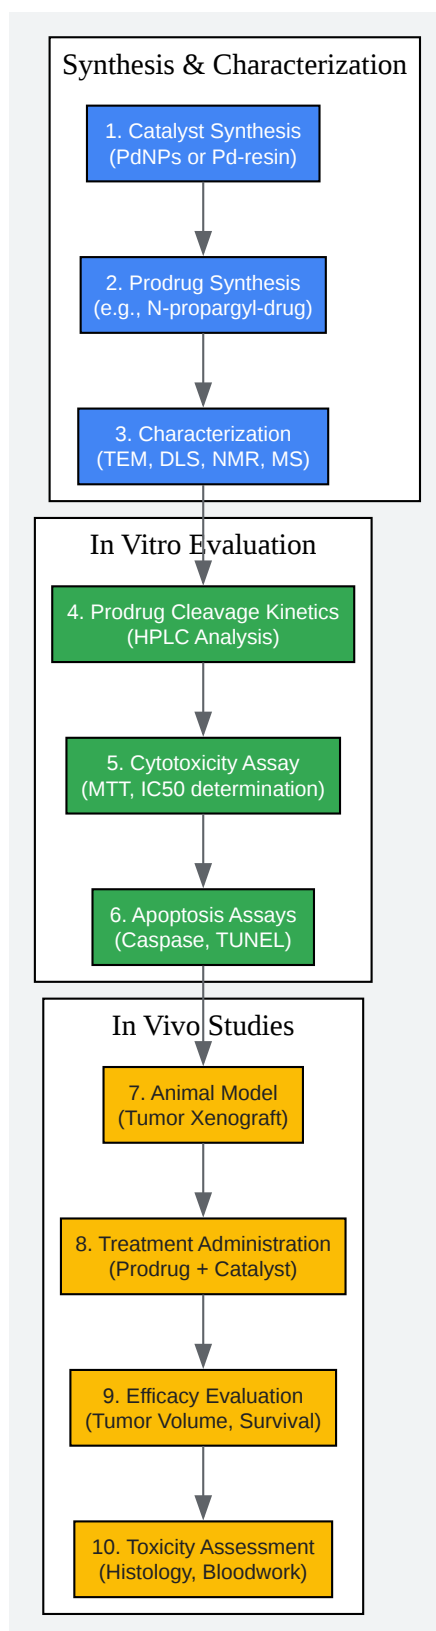 Synthesis & Characterization
1. Catalyst Synthesis
(PdNPs or Pd-resin)
2. Prodrug Synthesis
(e.g., N-propargyl-drug)
3. Characterization
(TEM, DLS, NMR, MS)
In Vitro Evaluation
4. Prodrug Cleavage Kinetics
(HPLC Analysis)
5. Cytotoxicity Assay
(MTT, IC50 determination)
6. Apoptosis Assays
(Caspase, TUNEL)
In Vivo Studies
7. Animal Model
(Tumor Xenograft)
8. Treatment Administration
(Prodrug + Catalyst)
9. Efficacy Evaluation
(Tumor Volume, Survival)
10. Toxicity Assessment
(Histology, Bloodwork)